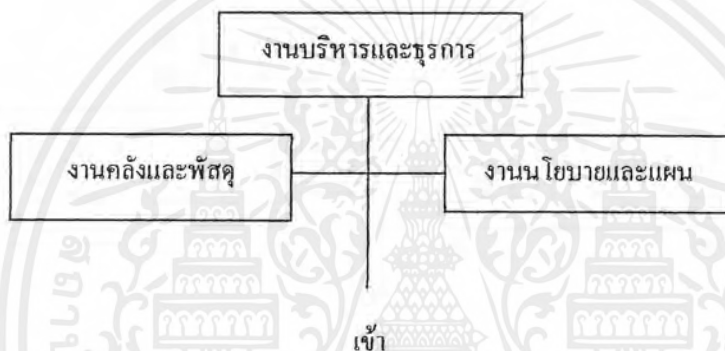 งานบริหารและธุรการ
งานคลังและพัสดุ
งานนโยบายและแผน
เข้า